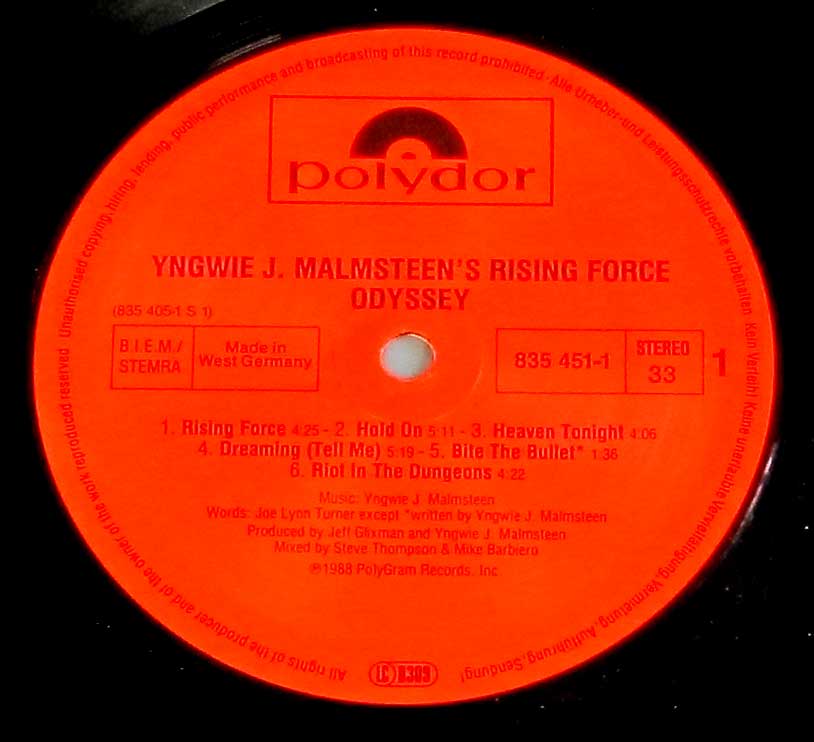 Unauthorised copying, hiring, lending, public performance and broadcasting of this record prohibited · Alle Urheber- und Leistungsschutzrechte vorbehalten Kein Verleih! Keine unerlaubte Vervielfältigung, Vermietung, Aufführung, Sendung!
polydor
YNGWIE J. MALMSTEEN'S RISING FORCE
ODYSSEY
(835 405-1 S 1)
B.I.E.M./
STEMRA
Made in
West Germany
835 451-1
STEREO
33
1
1. Rising Force 4:25 - 2. Hold On 5:11 - 3. Heaven Tonight 4:06
4. Dreaming (Tell Me) 5:19 - 5. Bite The Bullet* 1:36
6. Riot In The Dungeons 4:22
Music: Yngwie J. Malmsteen
Words: Joe Lynn Turner except *written by Yngwie J. Malmsteen
Produced by Jeff Glixman and Yngwie J. Malmsteen
Mixed by Steve Thompson & Mike Barbiero
℗1988 PolyGram Records, Inc
LC 0309
All rights of the producer and of the owner of the work reproduced reserved